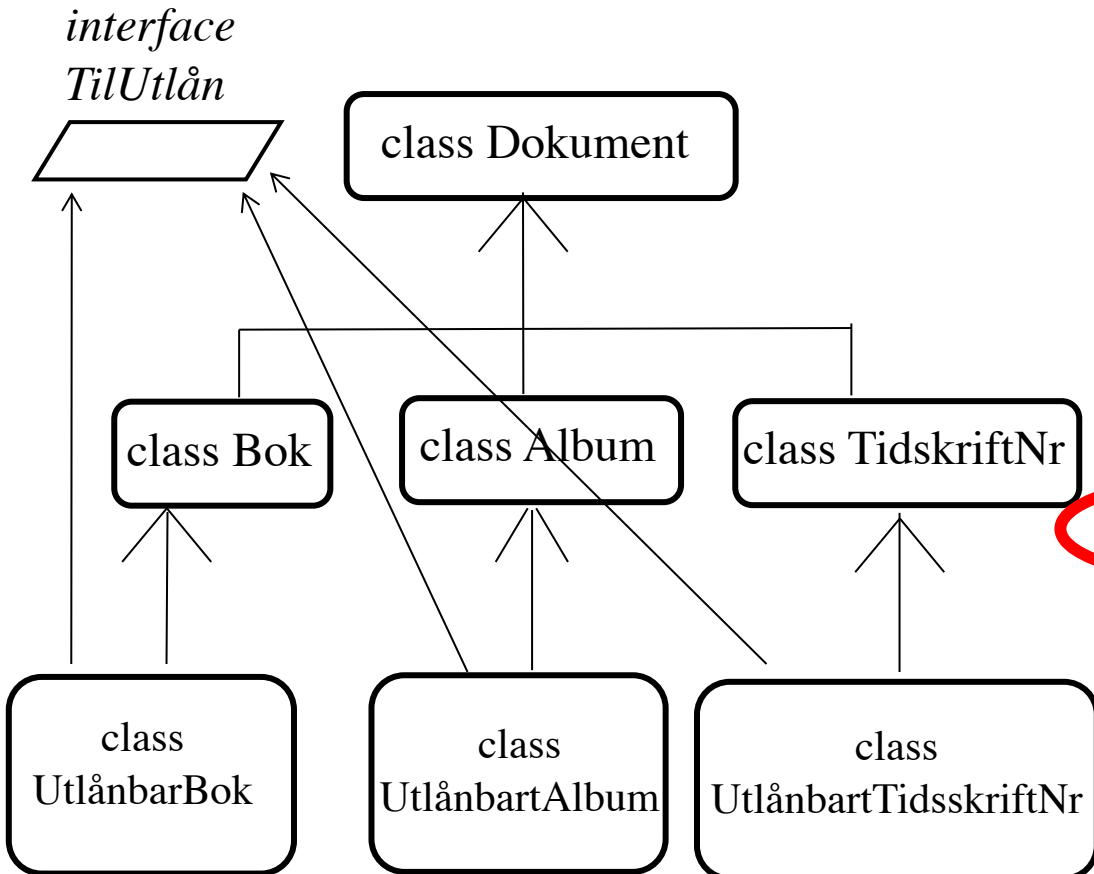 interface
TilUtlån
class Dokument
class Bok
class Album
class TidskriftNr
class
UtlånbarBok
class
UtlånbartAlbum
class
UtlånbartTidsskriftNr